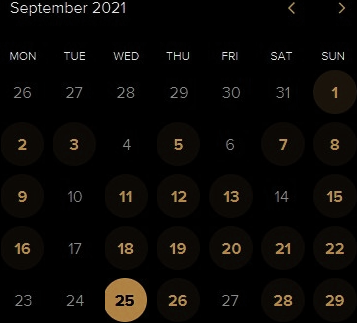 September 2021
MON TUE WED THU FRI SAT SUN
26 27 28 29 30 31 1
2 3 4 5 6 7 8
9 10 11 12 13 14 15
16 17 18 19 20 21 22
23 24 25 26 27 28 29